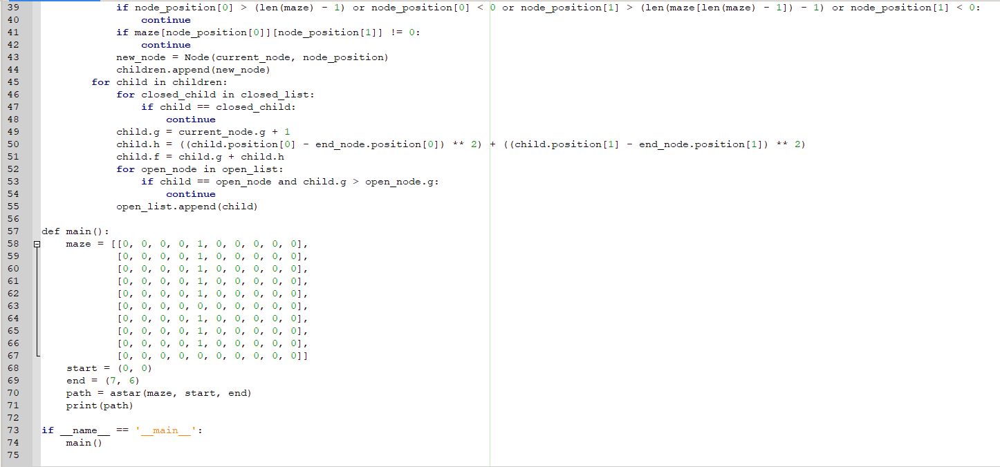 39 if node_position[0] > (len(maze) - 1) or node_position[0] < 0 or node_position[1] > (len(maze[len(maze) - 1]) - 1) or node_position[1] < 0:
40 continue
41 if maze[node_position[0]][node_position[1]] != 0:
42 continue
43 new_node = Node(current_node, node_position)
44 children.append(new_node)
45 for child in children:
46 for closed_child in closed_list:
47 if child == closed_child:
48 continue
49 child.g = current_node.g + 1
50 child.h = ((child.position[0] - end_node.position[0]) ** 2) + ((child.position[1] - end_node.position[1]) ** 2)
51 child.f = child.g + child.h
52 for open_node in open_list:
53 if child == open_node and child.g > open_node.g:
54 continue
55 open_list.append(child)
56
57 def main():
58 maze = [[0, 0, 0, 0, 1, 0, 0, 0, 0, 0],
59 [0, 0, 0, 0, 1, 0, 0, 0, 0, 0],
60 [0, 0, 0, 0, 1, 0, 0, 0, 0, 0],
61 [0, 0, 0, 0, 1, 0, 0, 0, 0, 0],
62 [0, 0, 0, 0, 1, 0, 0, 0, 0, 0],
63 [0, 0, 0, 0, 0, 0, 0, 0, 0, 0],
64 [0, 0, 0, 0, 1, 0, 0, 0, 0, 0],
65 [0, 0, 0, 0, 1, 0, 0, 0, 0, 0],
66 [0, 0, 0, 0, 1, 0, 0, 0, 0, 0],
67 [0, 0, 0, 0, 0, 0, 0, 0, 0, 0]]
68 start = (0, 0)
69 end = (7, 6)
70 path = astar(maze, start, end)
71 print(path)
72
73 if __name__ == '__main__':
74 main()
75